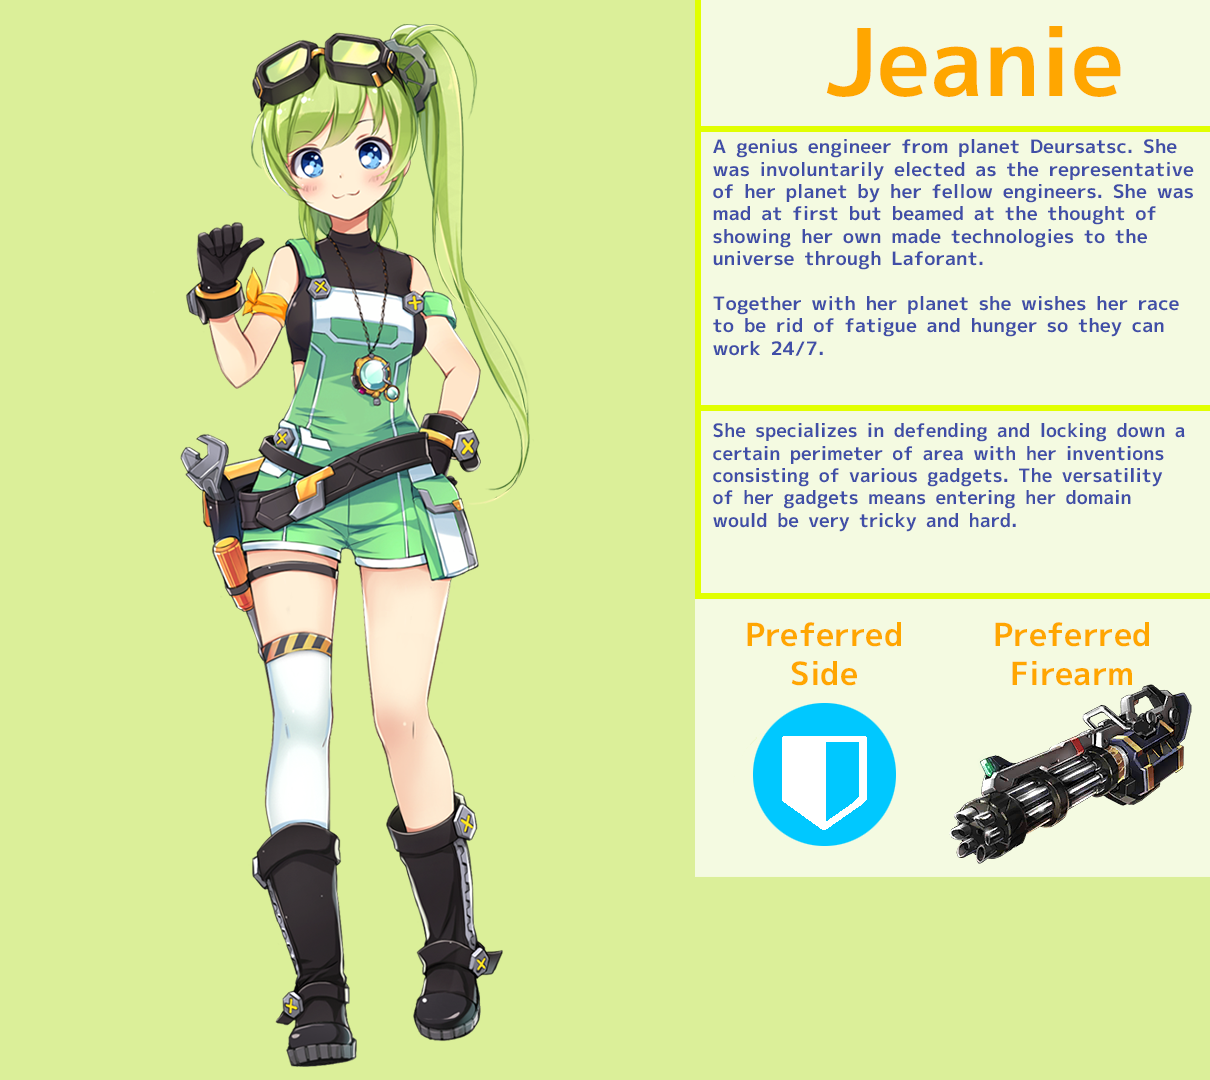 Jeanie
A genius engineer from planet Deursatsc. She
was involuntarily elected as the representative
of her planet by her fellow engineers. She was
mad at first but beamed at the thought of
showing her own made technologies to the
universe through Laforant.
Together with her planet she wishes her race
to be rid of fatigue and hunger so they can
work 24/7.
She specializes in defending and locking down a
certain perimeter of area with her inventions
consisting of various gadgets. The versatility
of her gadgets means entering her domain
would be very tricky and hard.
Preferred
Side
Preferred
Firearm